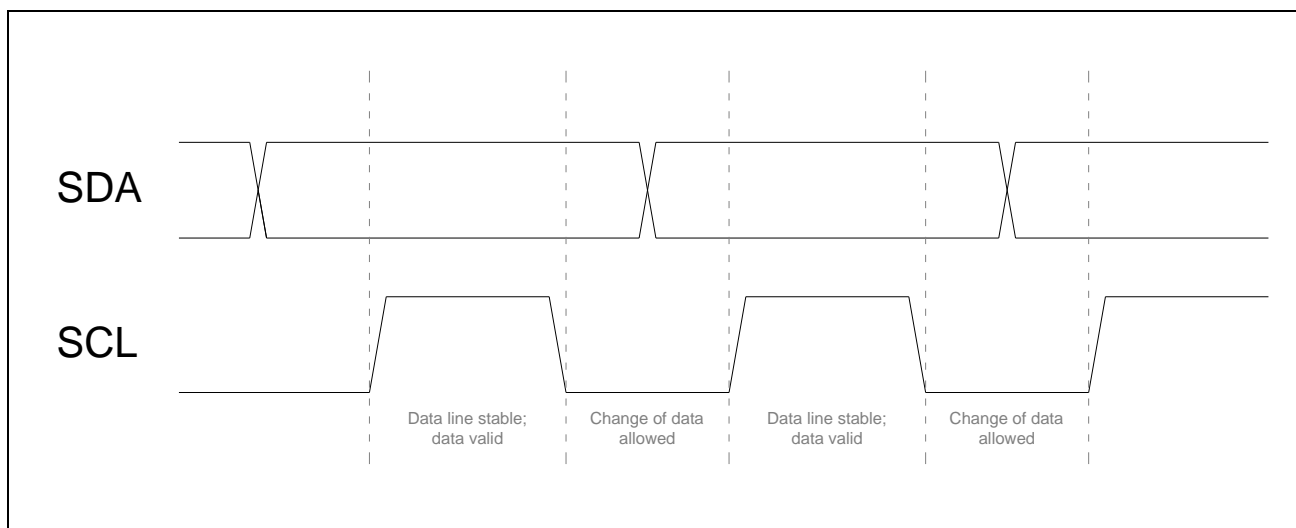 SDA
SCL
Data line stable;
data valid
Change of data
allowed
Data line stable;
data valid
Change of data
allowed